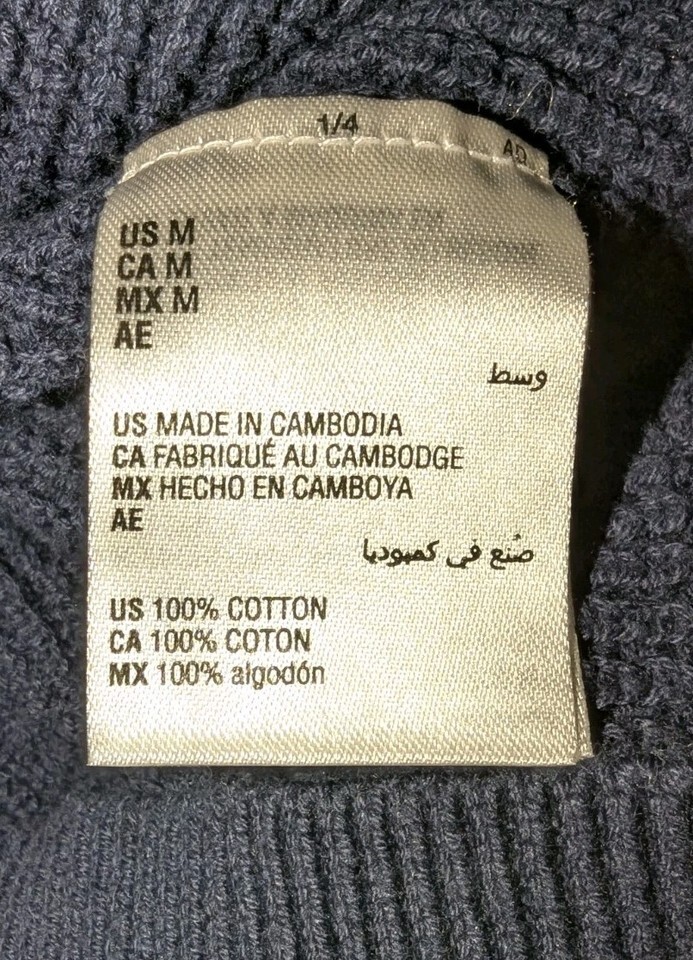 1/4
US M
CA M
MX M
AE
وسط
US MADE IN CAMBODIA
CA FABRIQUÉ AU CAMBODGE
MX HECHO EN CAMBOYA
AE
صُنع في كمبوديا
US 100% COTTON
CA 100% COTON
MX 100% algodón